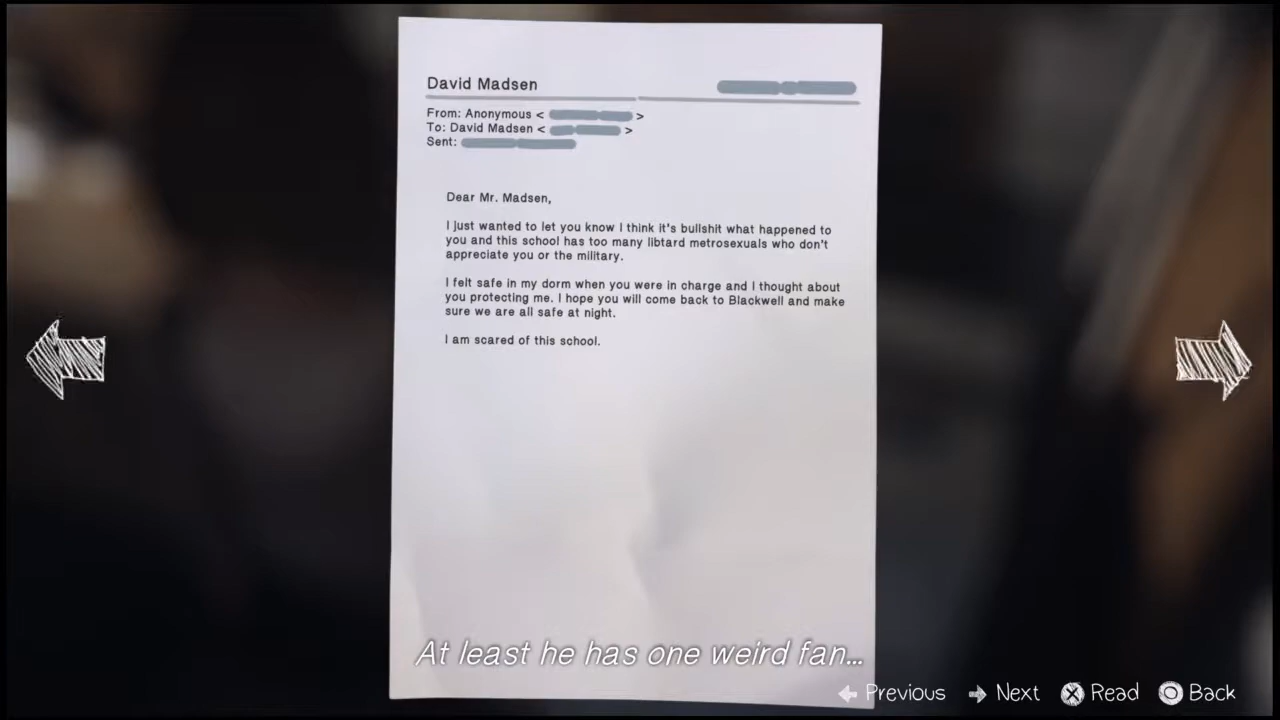 David Madsen
From: Anonymous < >
To: David Madsen < >
Sent:
Dear Mr. Madsen,
I just wanted to let you know I think it's bullshit what happened to
you and this school has too many libtard metrosexuals who don't
appreciate you or the military.
I felt safe in my dorm when you were in charge and I thought about
you protecting me. I hope you will come back to Blackwell and make
sure we are all safe at night.
I am scared of this school.
At least he has one weird fan...
Previous Next Read Back